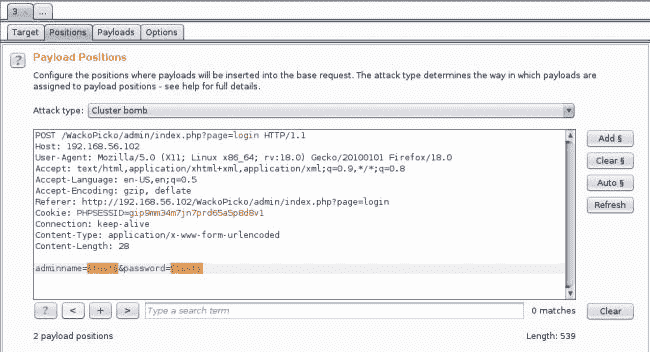 3 ...
Target Positions Payloads Options
? Payload Positions
Configure the positions where payloads will be inserted into the base request. The attack type determines the way in which payloads are
assigned to payload positions - see help for full details.
Attack type: Cluster bomb
POST /WackoPicko/admin/index.php?page=login HTTP/1.1
Host: 192.168.56.102
User-Agent: Mozilla/5.0 (X11; Linux x86_64; rv:18.0) Gecko/20100101 Firefox/18.0
Accept: text/html,application/xhtml+xml,application/xml;q=0.9,*/*;q=0.8
Accept-Language: en-US,en;q=0.5
Accept-Encoding: gzip, deflate
Referer: http://192.168.56.102/WackoPicko/admin/index.php?page=login
Cookie: PHPSESSID=gip9mm34m7jn7prd65a5p8d8v1
Connection: keep-alive
Content-Type: application/x-www-form-urlencoded
Content-Length: 28
adminname= &password=
Add §
Clear §
Auto §
Refresh
? < + > Type a search term 0 matches Clear
2 payload positions Length: 539